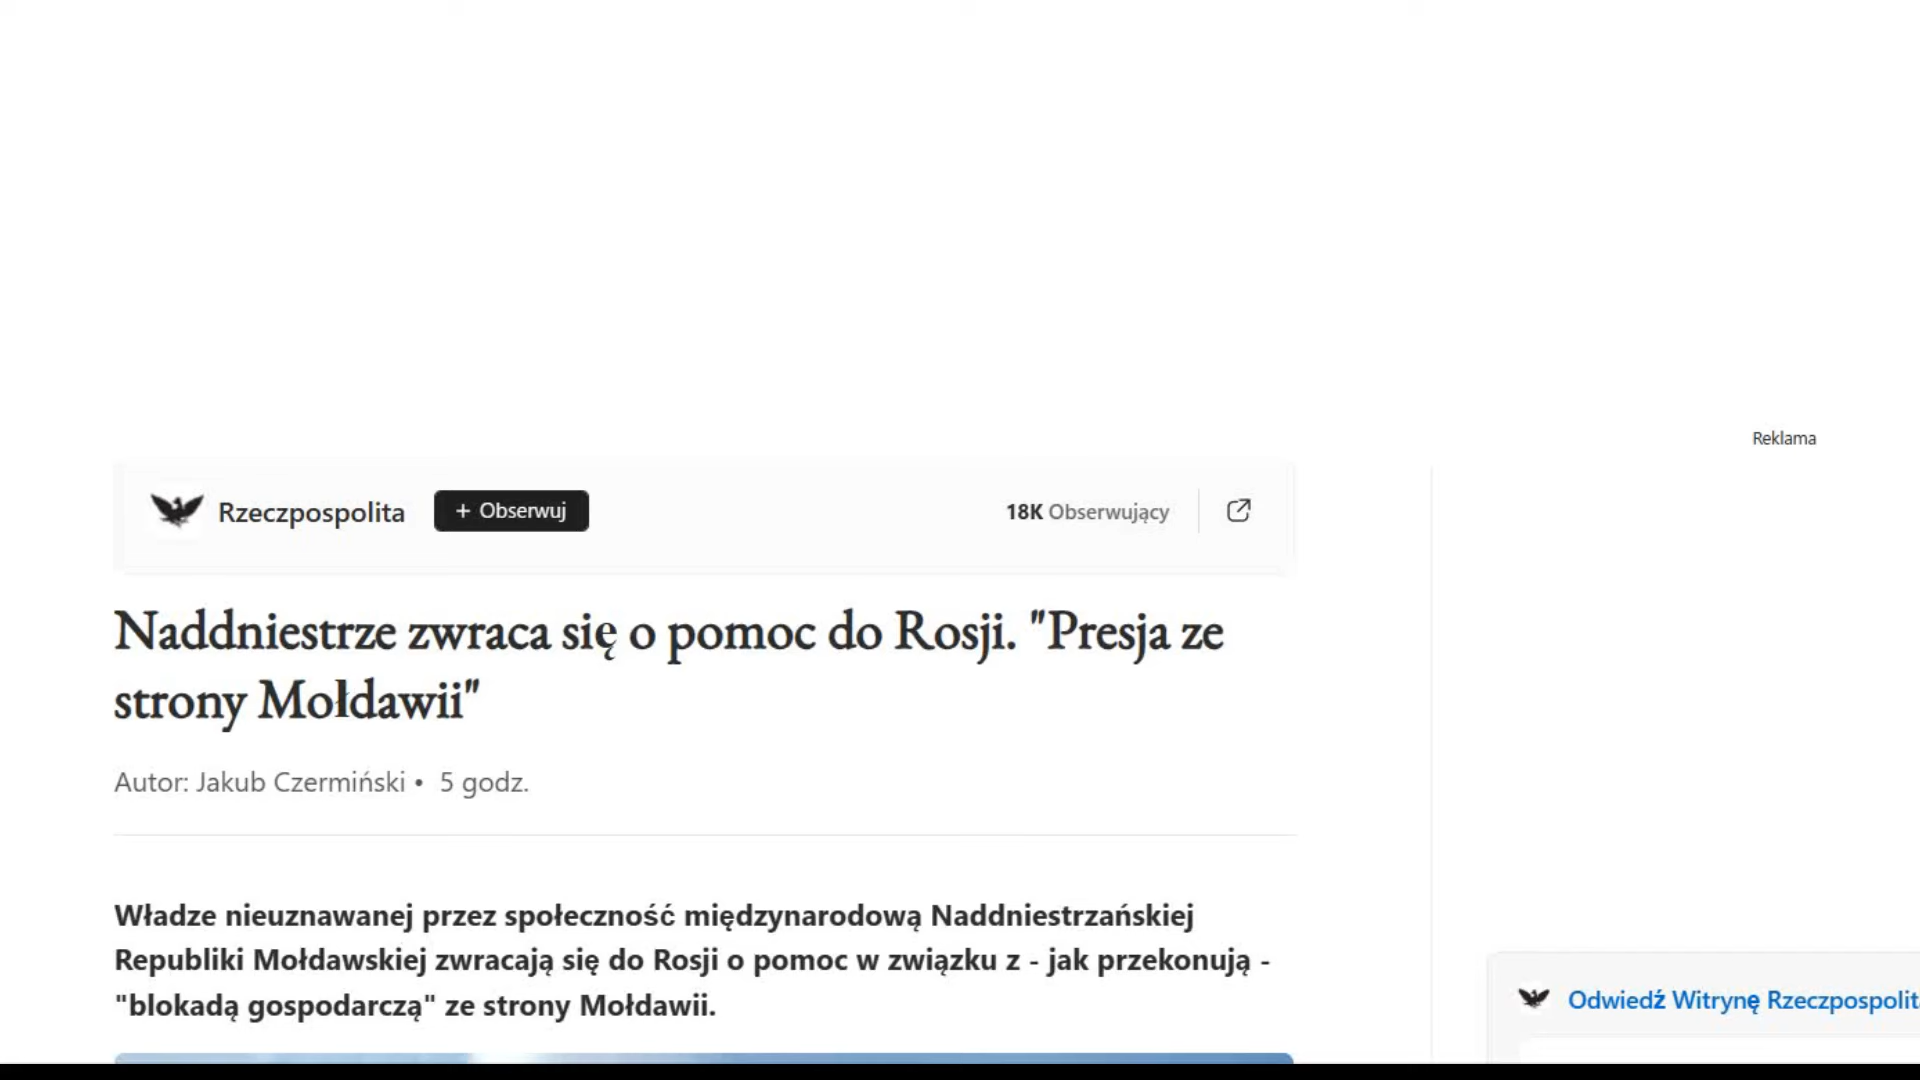 Reklama
Rzeczpospolita + Obserwuj 18K Obserwujący
Naddniestrze zwraca się o pomoc do Rosji. "Presja ze
strony Mołdawii"
Autor: Jakub Czermiński • 5 godz.
Władze nieuznawanej przez społeczność międzynarodową Naddniestrzańskiej
Republiki Mołdawskiej zwracają się do Rosji o pomoc w związku z - jak przekonują -
"blokadą gospodarczą" ze strony Mołdawii.
Odwiedź Witrynę